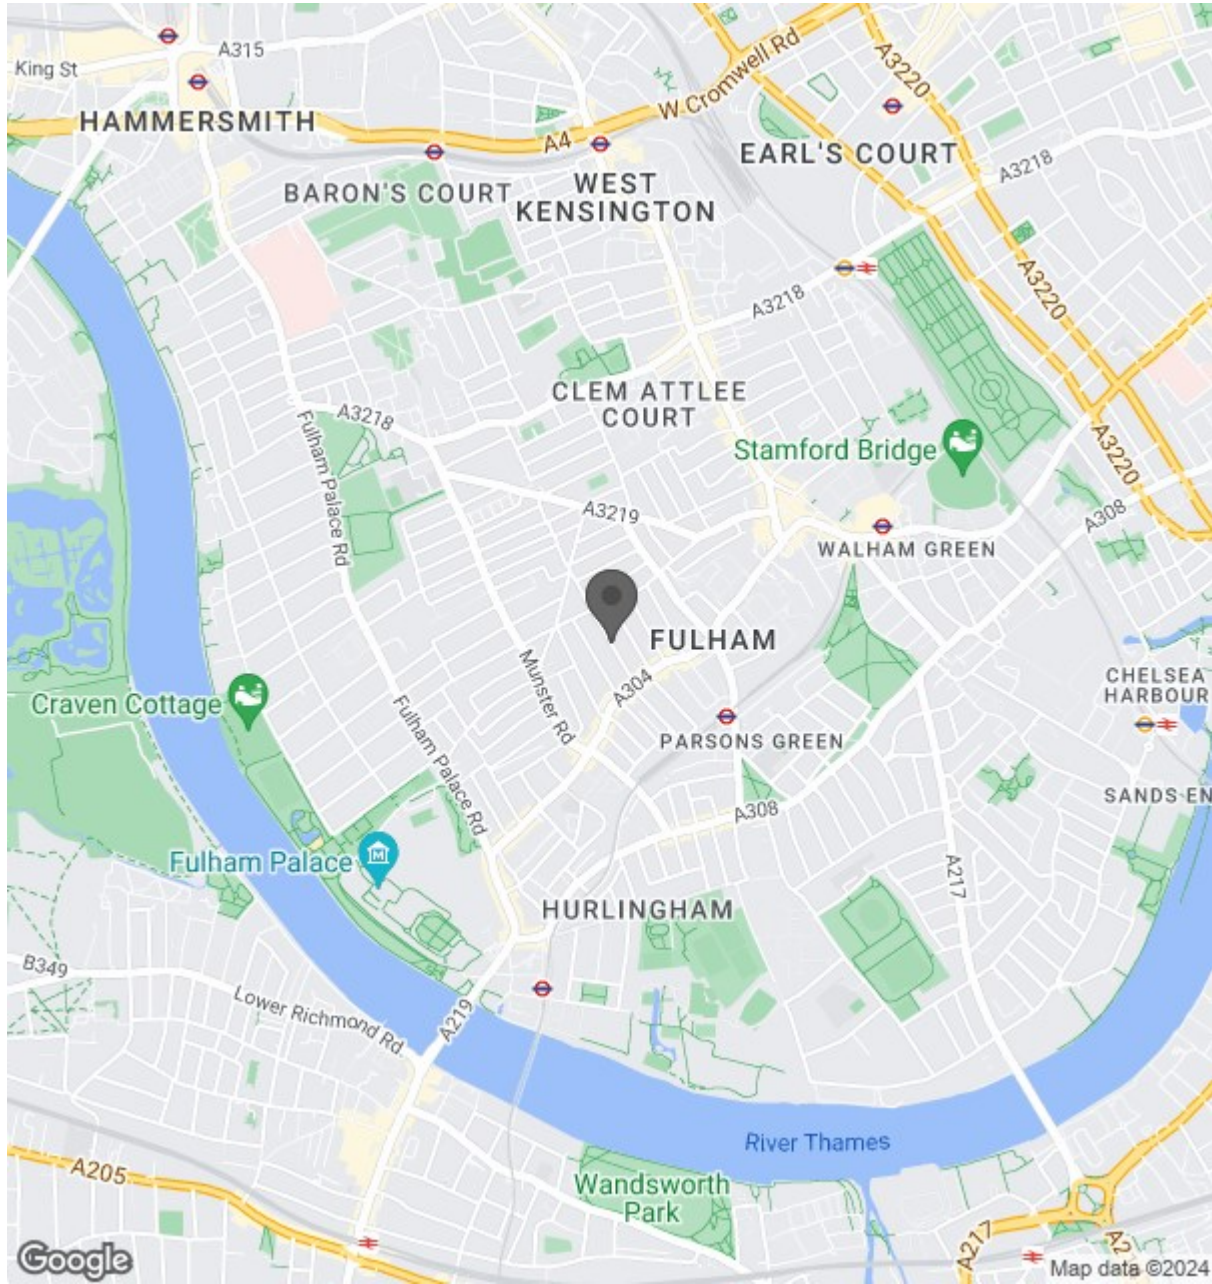 King St
A315
HAMMERSMITH
W Cromwell Rd
A3220
A4
EARL'S COURT
A3218
BARON'S COURT
WEST
KENSINGTON
A3220
A3218
CLEM ATTLEE
COURT
A3218
Fulham Palace Rd
Stamford Bridge
A3220
A3219
A308
WALHAM GREEN
FULHAM
Munster Rd
A304
Craven Cottage
CHELSEA
HARBOUR
Fulham Palace Rd
PARSONS GREEN
A308
SANDS EN
Fulham Palace
M
A217
HURLINGHAM
B349
Lower Richmond Rd
A219
River Thames
A205
Wandsworth
Park
A217
A2
Google
Map data ©2024